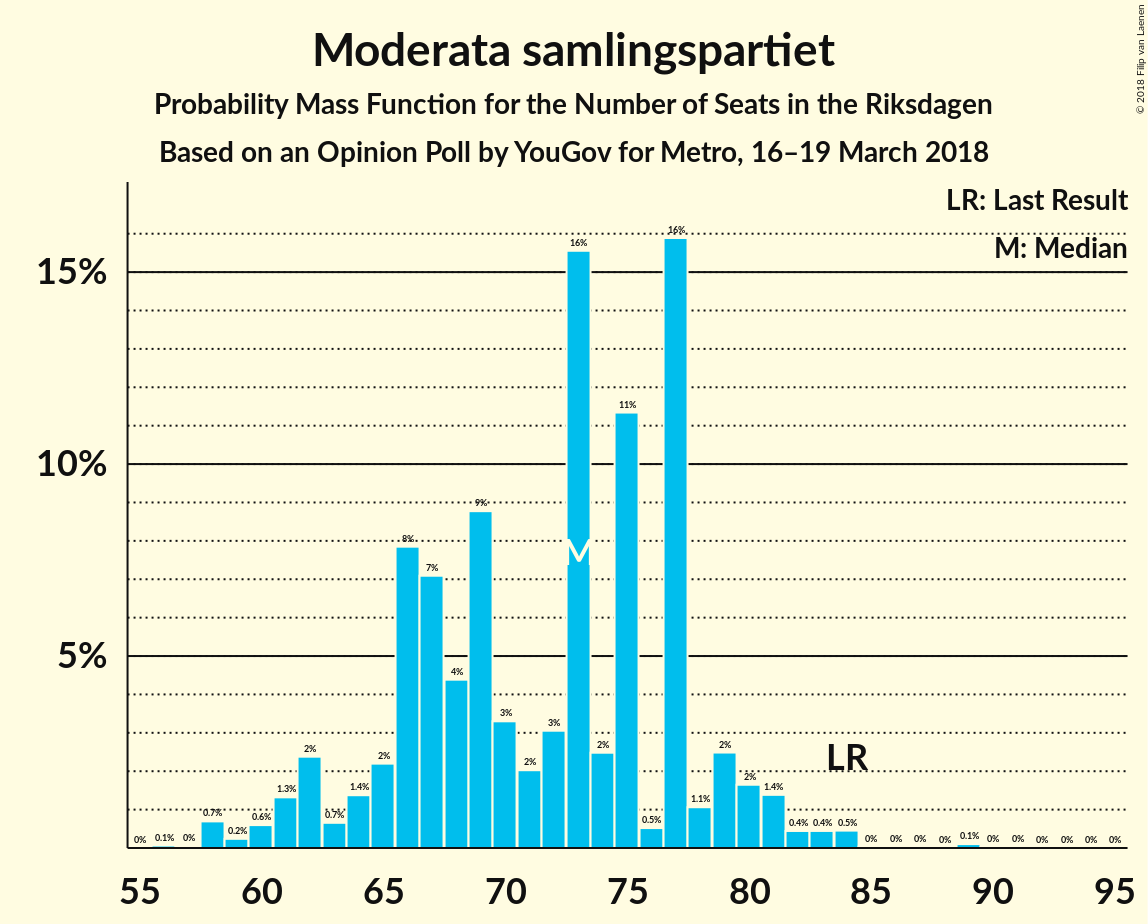 Moderata samlingspartiet
Probability Mass Function for the Number of Seats in the Riksdagen
Based on an Opinion Poll by YouGov for Metro, 16–19 March 2018
© 2018 Filip van Laenen
LR: Last Result
M: Median
15%
10%
5%
0% 0.1% 0% 0.7% 0.2% 0.6% 1.3% 2% 0.7% 1.4% 2% 8% 7% 4% 9% 3% 2% 3% 16% 2% 11% 0.5% 16% 1.1% 2% 2% 1.4% 0.4% 0.4% 0.5% 0% 0% 0% 0% 0.1% 0% 0% 0% 0% 0% 0%
M
LR
55 60 65 70 75 80 85 90 95